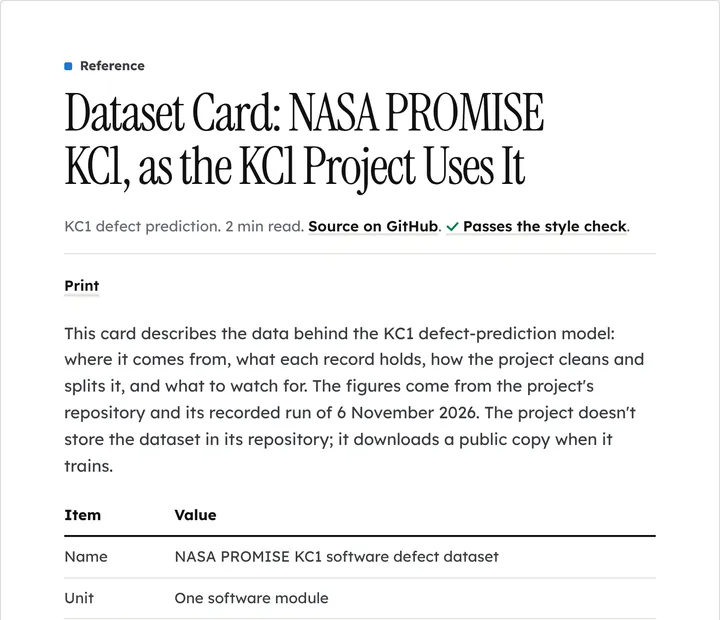 Reference
Dataset Card: NASA PROMISE
KC1, as the KC1 Project Uses It
KC1 defect prediction. 2 min read. Source on GitHub. ✓ Passes the style check.
Print
This card describes the data behind the KC1 defect-prediction model:
where it comes from, what each record holds, how the project cleans and
splits it, and what to watch for. The figures come from the project's
repository and its recorded run of 6 November 2026. The project doesn't
store the dataset in its repository; it downloads a public copy when it
trains.
Item Value
Name NASA PROMISE KC1 software defect dataset
Unit One software module